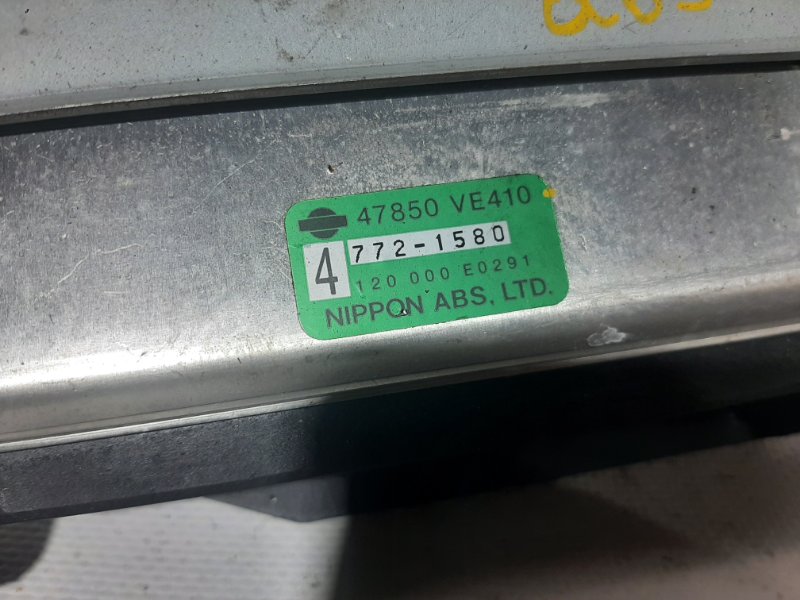 47850 VE410
4 772-1580
120 000 E0291
NIPPON ABS, LTD.